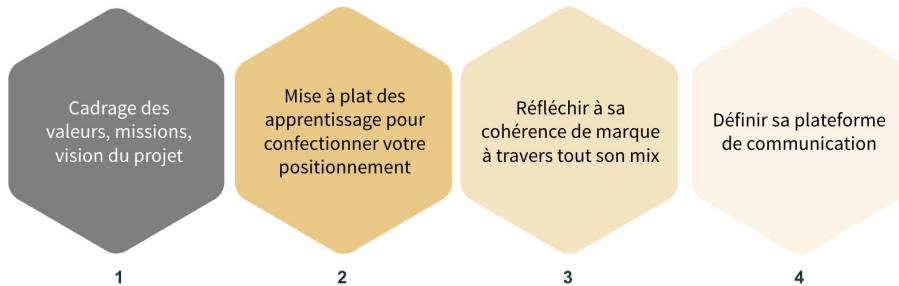 Cadrage des
valeurs, missions,
vision du projet
Mise à plat des
apprentissage pour
confectionner votre
positionnement
Réfléchir à sa
cohérence de marque
à travers tout son mix
Définir sa plateforme
de communication
1
2
3
4